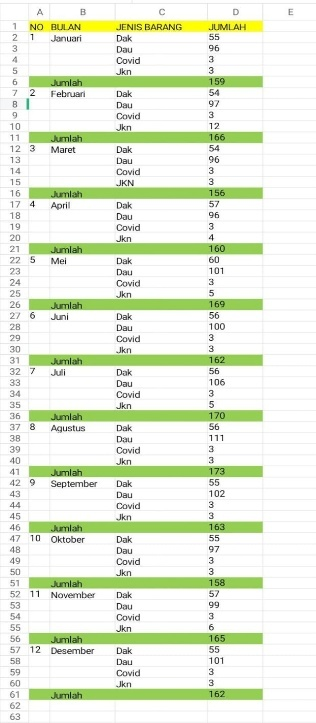 A B C D E
1 NO BULAN JENIS BARANG JUMLAH
2 1 Januari Dak 55
3 Dau 96
4 Covid 3
5 Jkn 3
6 Jumlah 159
7 2 Februari Dak 54
8 Dau 97
9 Covid 3
10 Jkn 12
11 Jumlah 166
12 3 Maret Dak 54
13 Dau 96
14 Covid 3
15 JKN 3
16 Jumlah 156
17 4 April Dak 57
18 Dau 96
19 Covid 3
20 Jkn 4
21 Jumlah 160
22 5 Mei Dak 60
23 Dau 101
24 Covid 3
25 Jkn 5
26 Jumlah 169
27 6 Juni Dak 56
28 Dau 100
29 Covid 3
30 Jkn 3
31 Jumlah 162
32 7 Juli Dak 56
33 Dau 106
34 Covid 3
35 Jkn 5
36 Jumlah 170
37 8 Agustus Dak 56
38 Dau 111
39 Covid 3
40 Jkn 3
41 Jumlah 173
42 9 September Dak 55
43 Dau 102
44 Covid 3
45 Jkn 3
46 Jumlah 163
47 10 Oktober Dak 55
48 Dau 97
49 Covid 3
50 Jkn 3
51 Jumlah 158
52 11 November Dak 57
53 Dau 99
54 Covid 3
55 Jkn 6
56 Jumlah 165
57 12 Desember Dak 55
58 Dau 101
59 Covid 3
60 Jkn 3
61 Jumlah 162
62
63